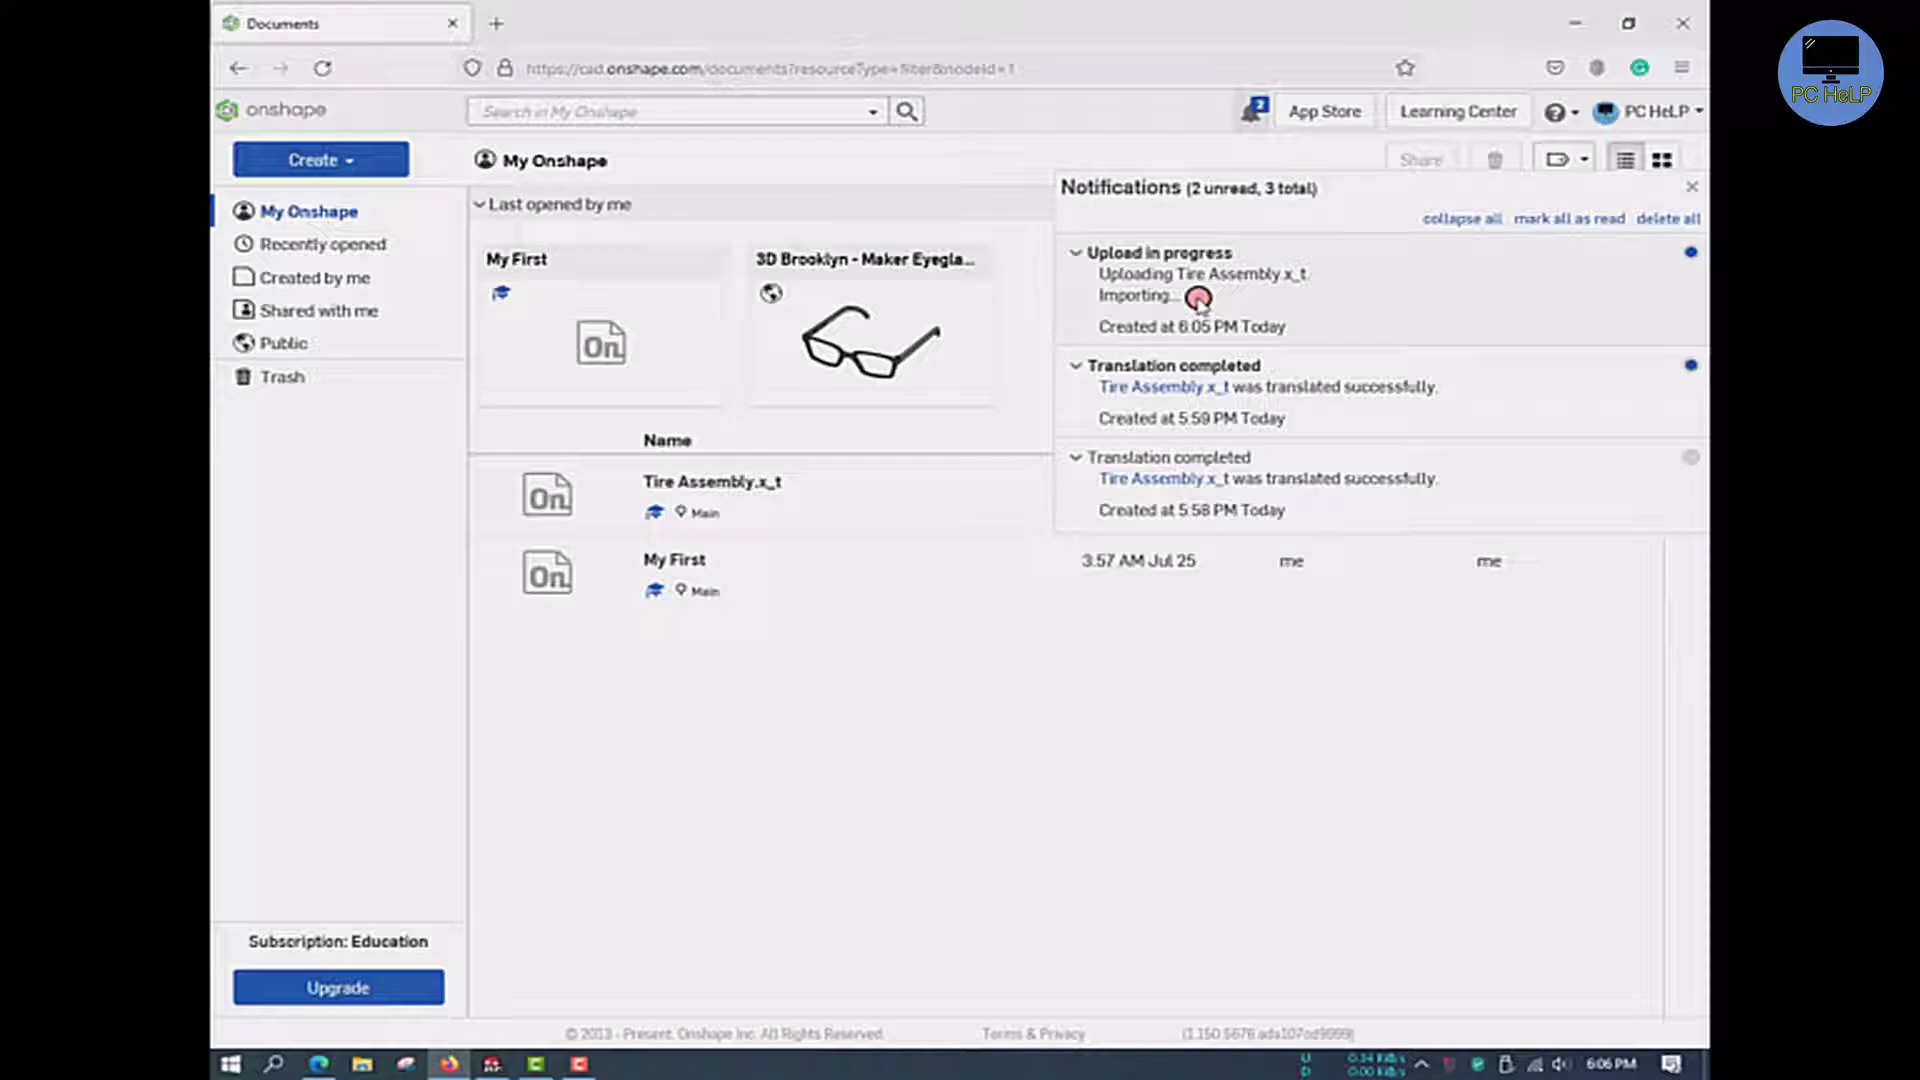 Documents
https://cad.onshape.com/documents?resourceType=filter&nodeId=1
PC HeLP
onshape
Search in My Onshape
2
App Store
Learning Center
PC HeLP
Create
My Onshape
Share
Notifications (2 unread, 3 total)
collapse all mark all as read delete all
My Onshape
Recently opened
Created by me
Shared with me
Public
Trash
Last opened by me
My First
On
3D Brooklyn - Maker Eyegla...
Upload in progress
Uploading Tire Assembly.x_t.
Importing...
Created at 6:05 PM Today
Translation completed
Tire Assembly.x_t was translated successfully.
Created at 5:59 PM Today
Translation completed
Tire Assembly.x_t was translated successfully.
Created at 5:58 PM Today
Name
On
Tire Assembly.x_t
Main
On
My First
3:57 AM Jul 25
me
me
Main
Subscription: Education
Upgrade
© 2013 - Present, Onshape Inc. All Rights Reserved.
Terms & Privacy
6:06 PM